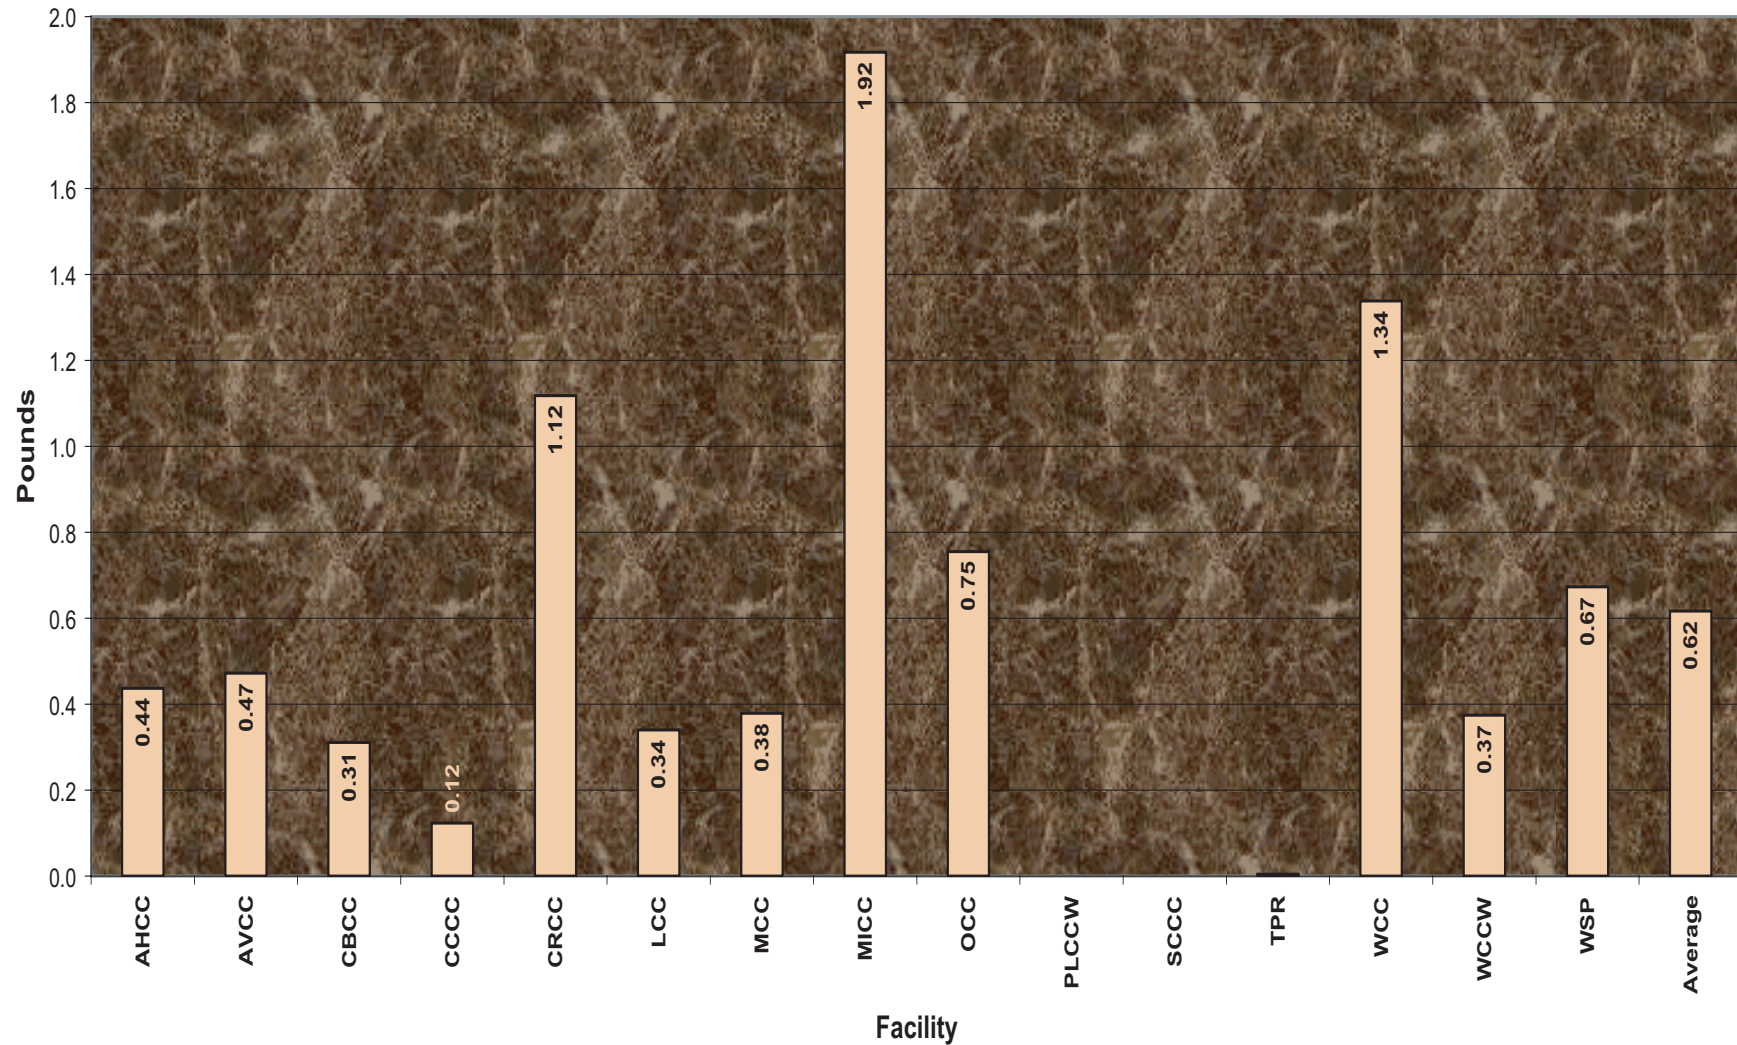 2.0
1.8
1.6
1.4
1.2
1.0
0.8
0.6
0.4
0.2
0.0
Pounds
0.44
0.47
0.31
0.12
1.12
0.34
0.38
1.92
0.75
1.34
0.37
0.67
0.62
AHCC
AVCC
CBCC
CCCC
CRCC
LCC
MCC
MICC
OCC
PLCCW
SCCC
TPR
WCC
WCCW
WSP
Average
Facility